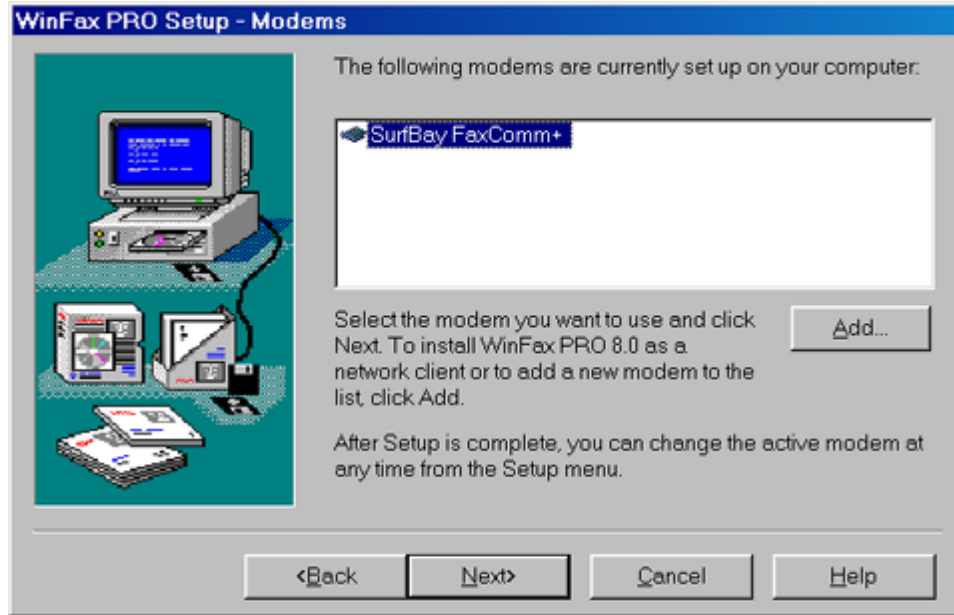 WinFax PRO Setup - Modems
The following modems are currently set up on your computer:
SurfBay FaxComm+
Select the modem you want to use and click
Next. To install WinFax PRO 8.0 as a
network client or to add a new modem to the
list, click Add.
Add...
After Setup is complete, you can change the active modem at
any time from the Setup menu.
<Back
Next>
Cancel
Help